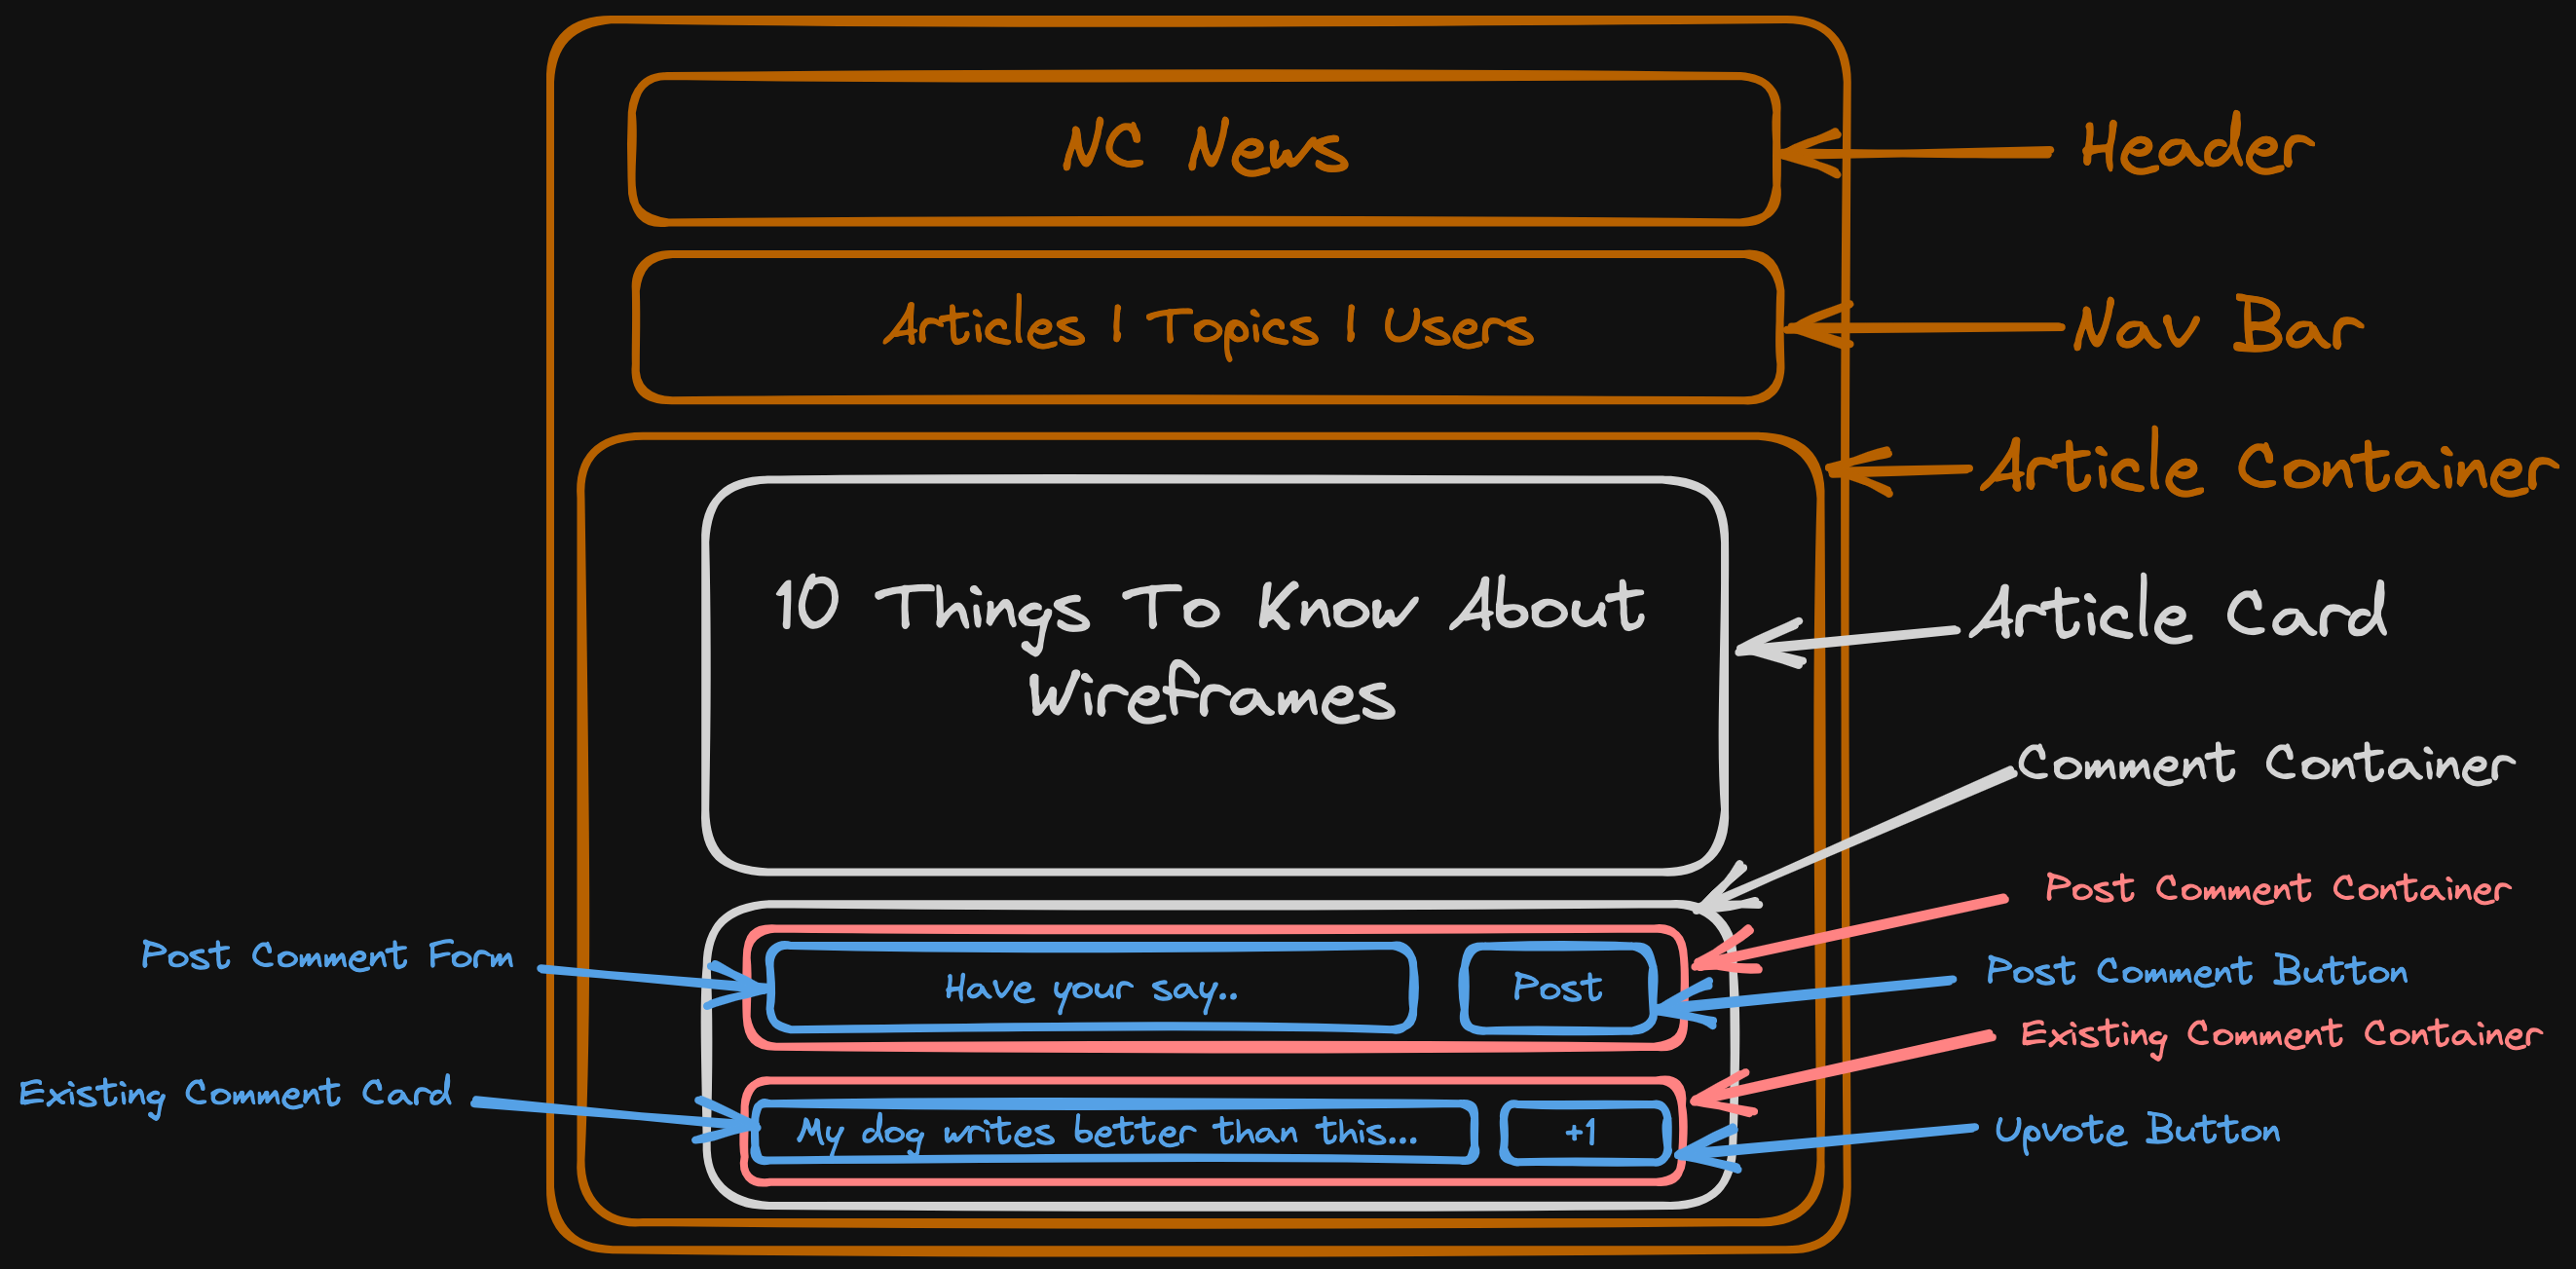 NC News
Header
Articles | Topics | Users
Nav Bar
Article Container
10 Things To Know About
Wireframes
Article Card
Comment Container
Post Comment Container
Post Comment Form
Have your say..
Post
Post Comment Button
Existing Comment Container
Existing Comment Card
My dog writes better than this...
+1
Upvote Button